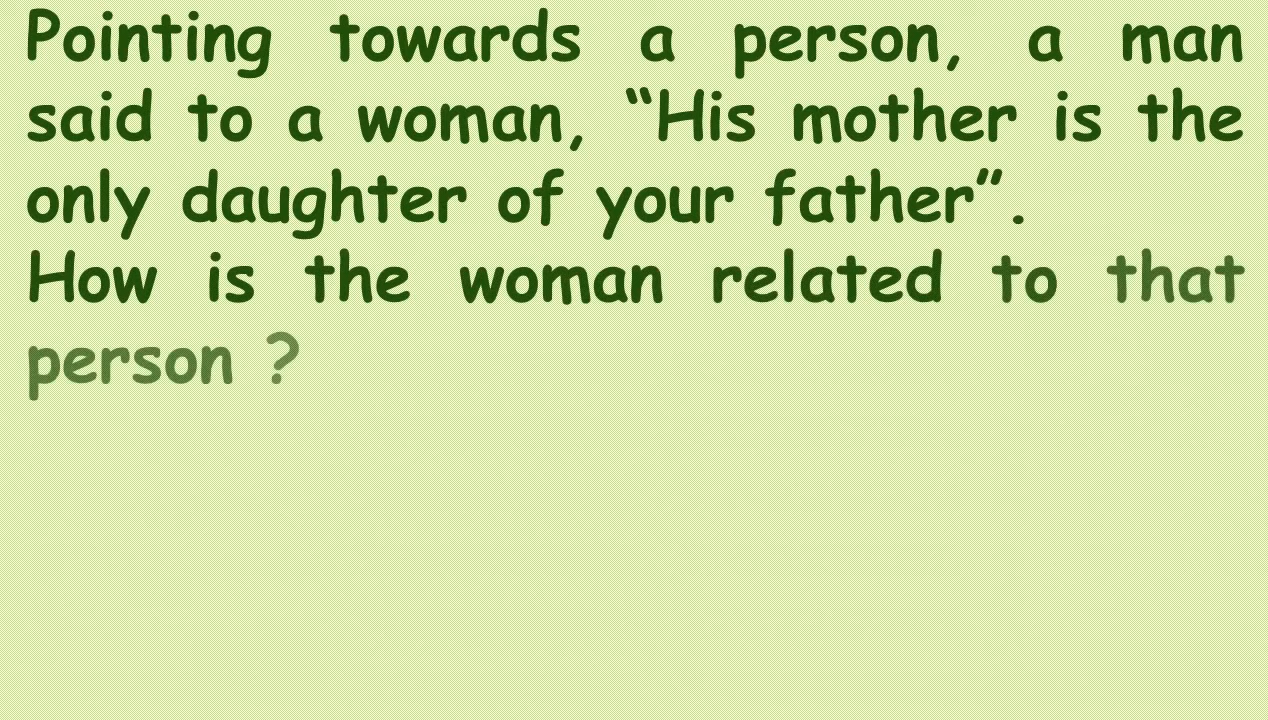 Pointing towards a person, a man
said to a woman, “His mother is the
only daughter of your father”.
How is the woman related to that
person ?